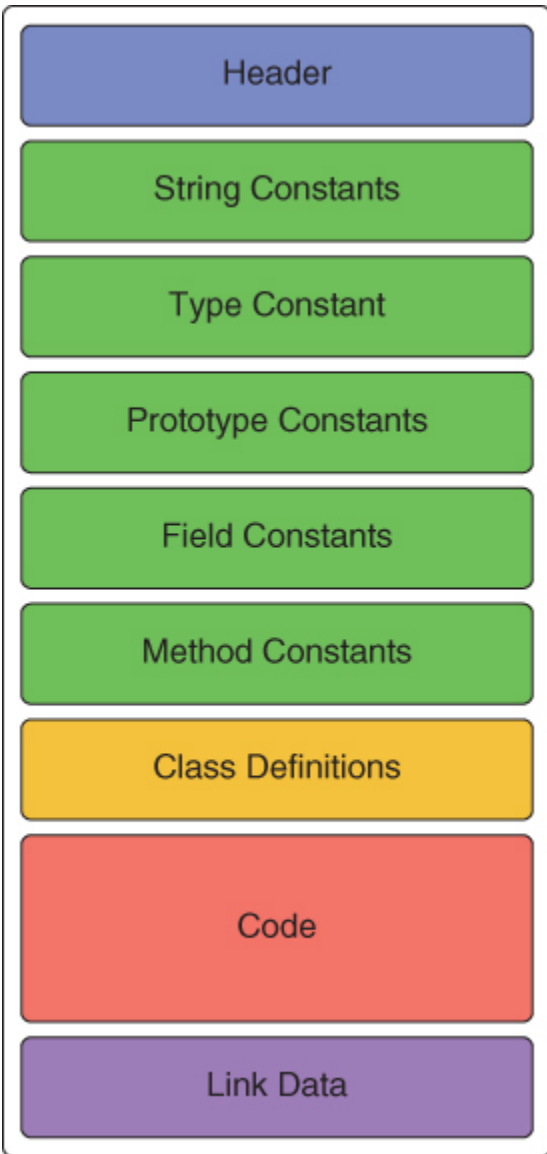 Header
String Constants
Type Constant
Prototype Constants
Field Constants
Method Constants
Class Definitions
Code
Link Data